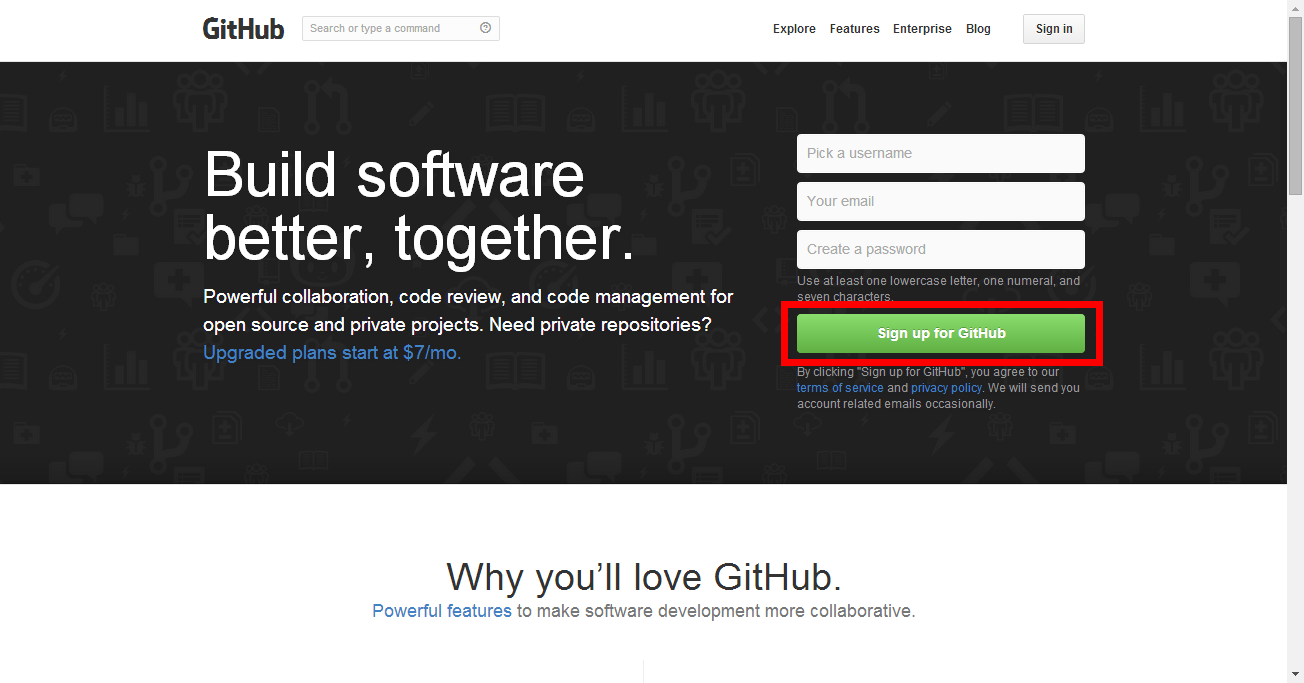 GitHub
Search or type a command
Explore Features Enterprise Blog Sign in
Build software
better, together.
Powerful collaboration, code review, and code management for
open source and private projects. Need private repositories?
Upgraded plans start at $7/mo.
Pick a username
Your email
Create a password
Use at least one lowercase letter, one numeral, and
seven characters.
Sign up for GitHub
By clicking "Sign up for GitHub", you agree to our
terms of service and privacy policy. We will send you
account related emails occasionally.
Why you’ll love GitHub.
Powerful features to make software development more collaborative.